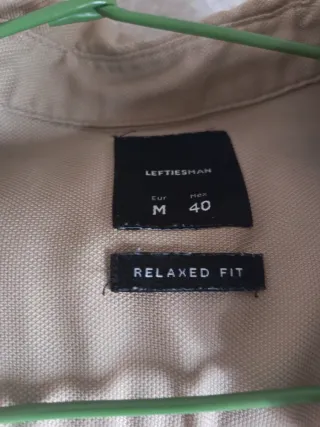 LEFTIESMAN
EUR MEX
M 40
RELAXED FIT